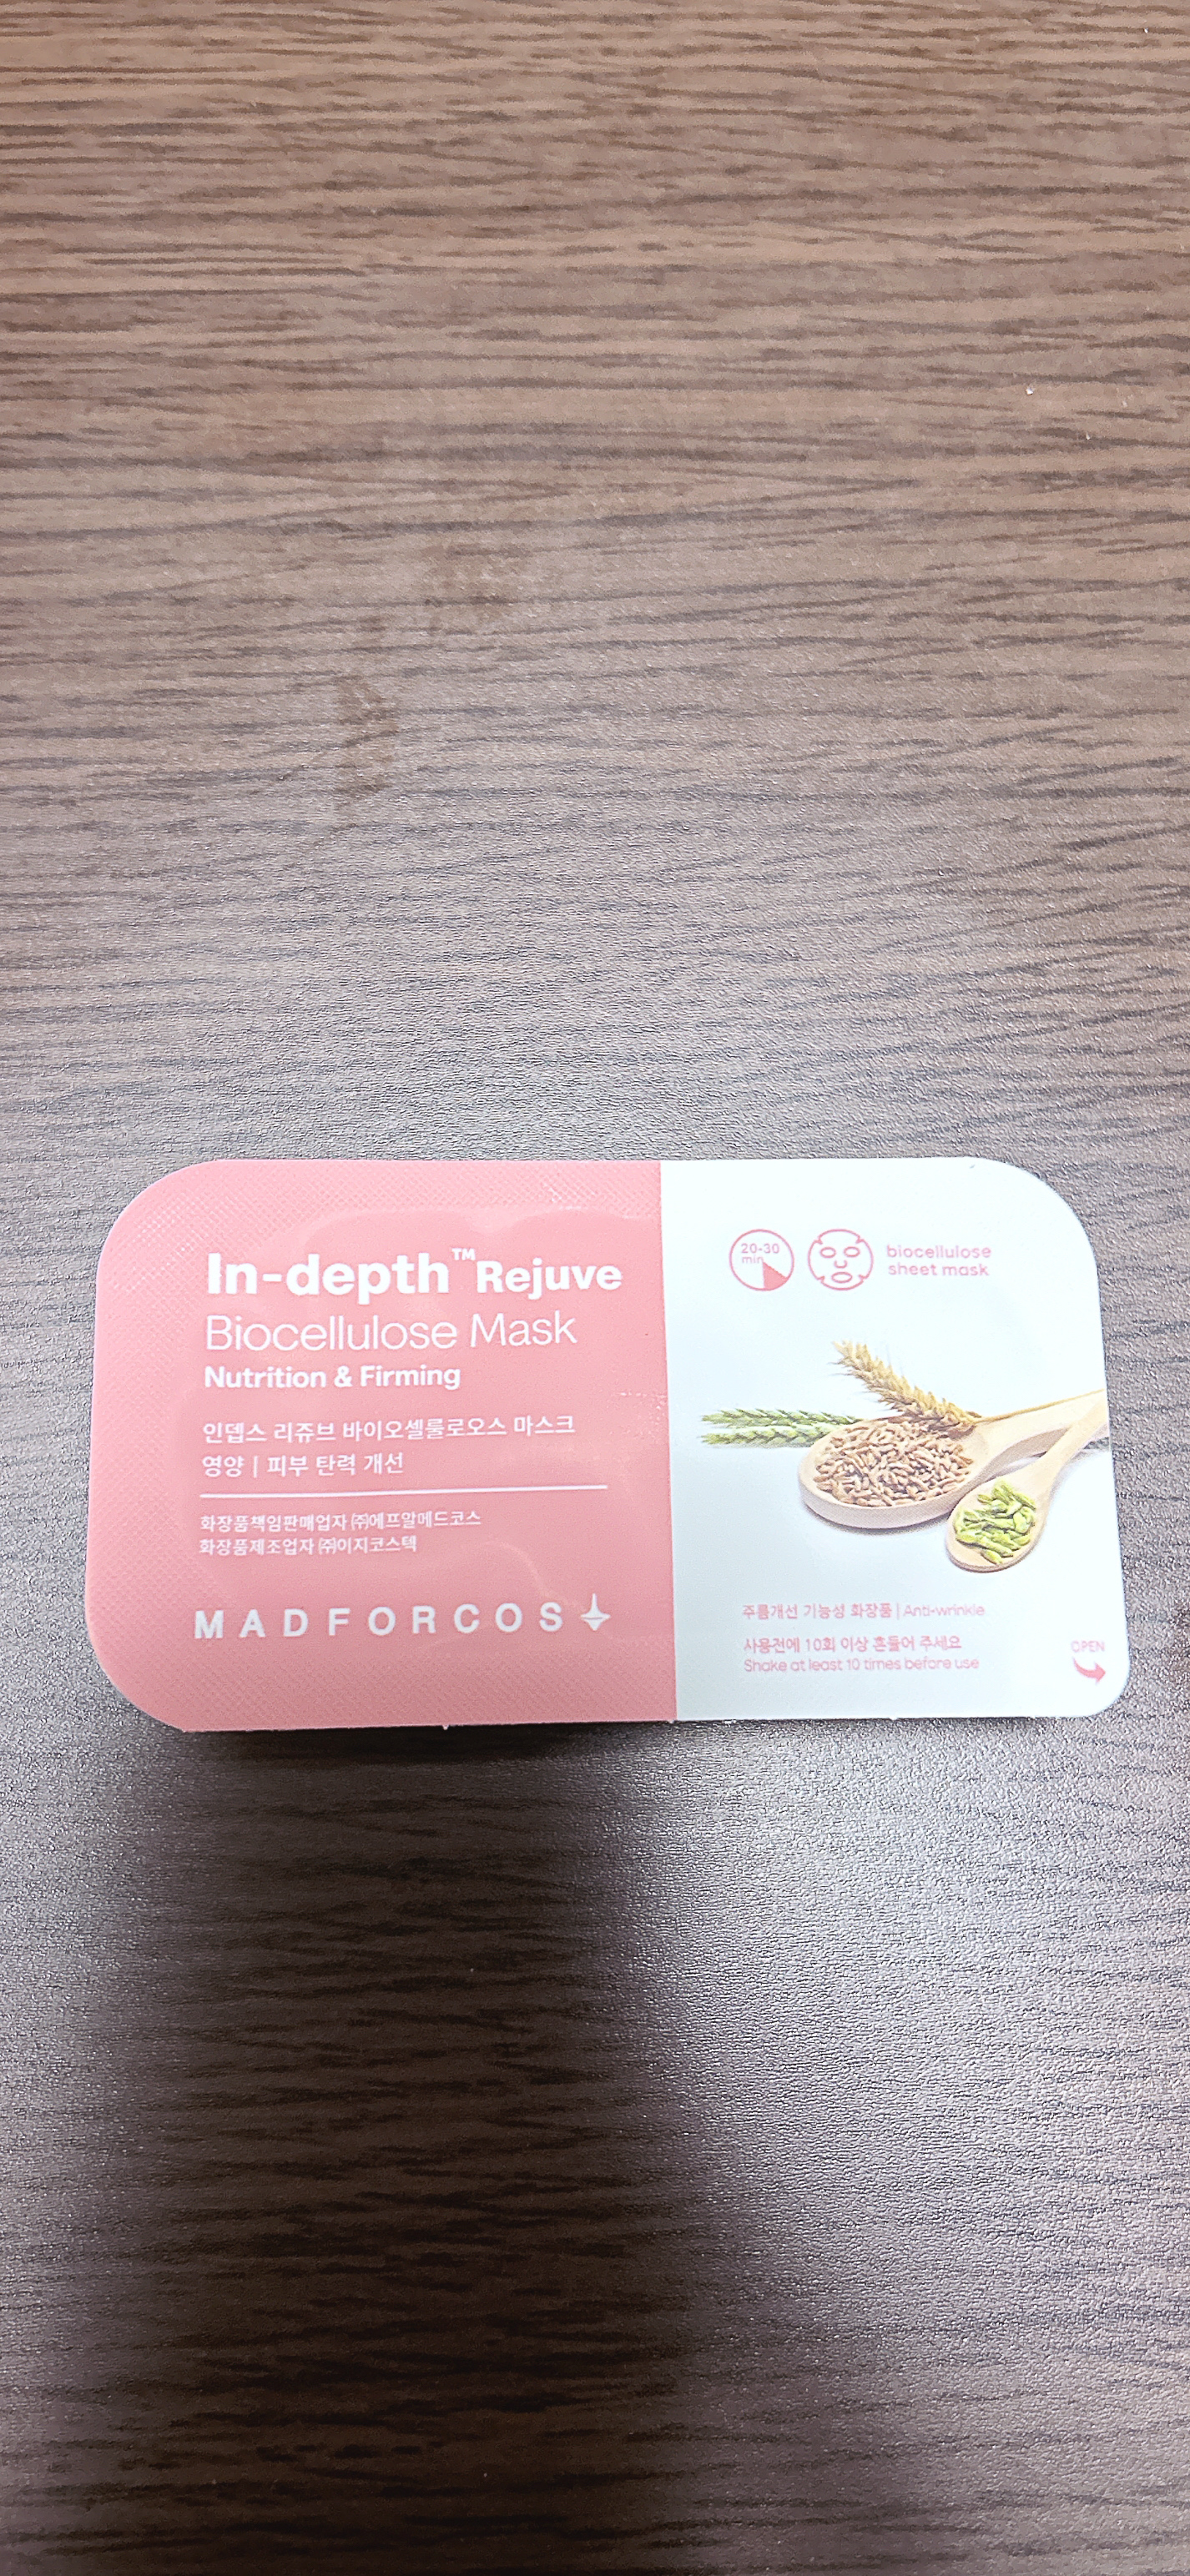 In-depth™ Rejuve
Biocellulose Mask
Nutrition & Firming
인뎁스 리쥬브 바이오셀룰로오스 마스크
영양 | 피부 탄력 개선
화장품책임판매업자 ㈜에프알메드코스
화장품제조업자 ㈜이지코스텍
MADFORCOS
20-30
min
biocellulose
sheet mask
주름개선 기능성 화장품 | Anti-wrinkle
사용전에 10회 이상 흔들어 주세요
Shake at least 10 times before use
OPEN